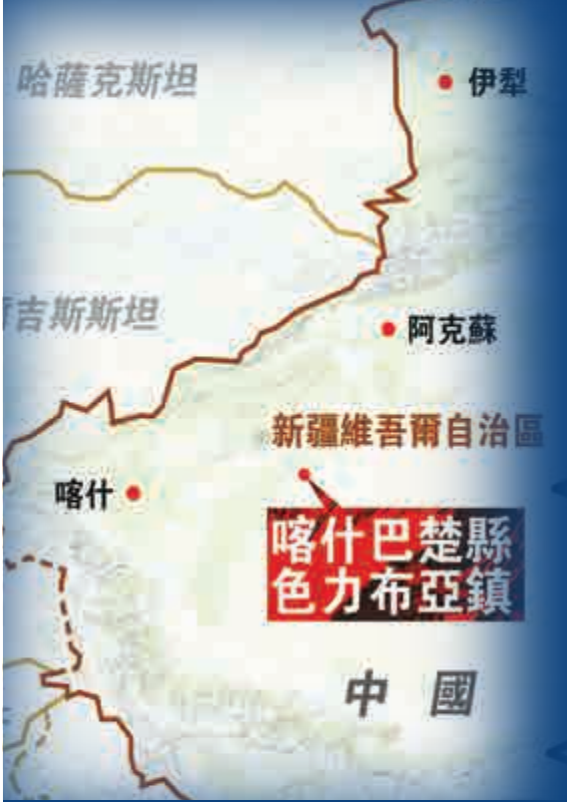 哈薩克斯坦
伊犁
吉斯斯坦
阿克蘇
新疆維吾爾自治區
喀什
喀什巴楚縣
色力布亞鎮
中國